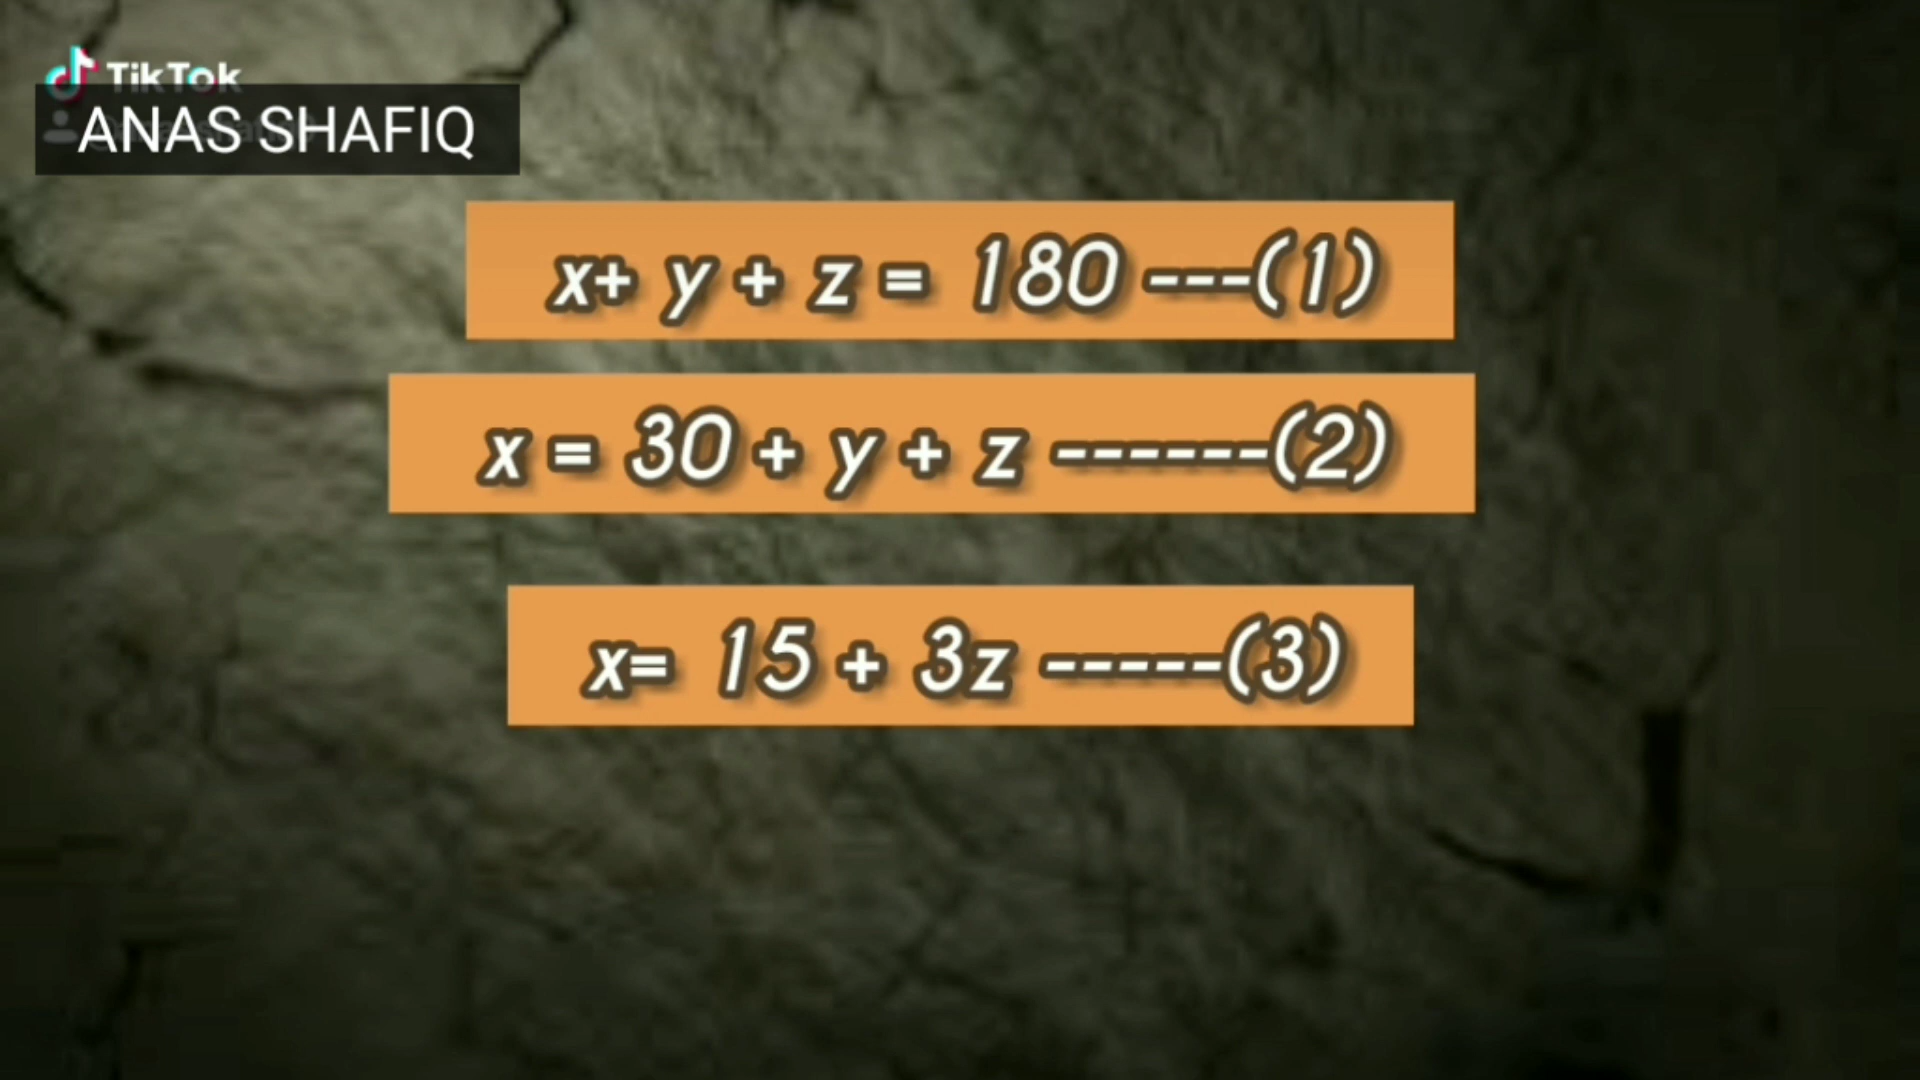 TikTok
ANAS SHAFIQ
x+ y + z = 180 ---(1)
x = 30 + y + z ------(2)
x= 15 + 3z -----(3)